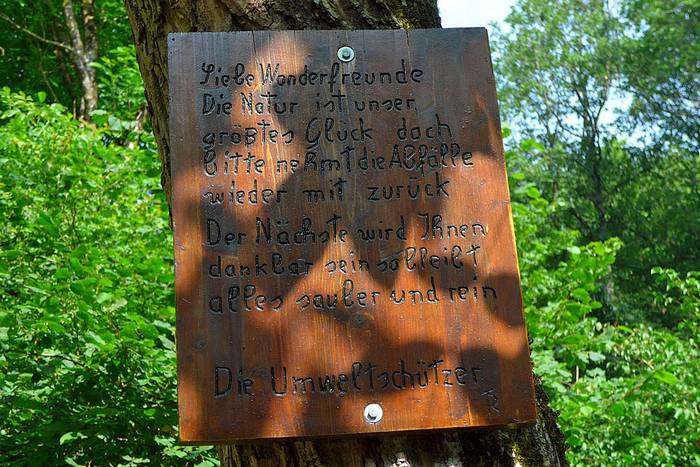 Liebe Wanderfreunde
Die Natur ist unser
größtes Glück doch
bitte nehmt die Abfälle
wieder mit zurück
Der Nächste wird Ihnen
dankbar sein so bleibt
alles sauber und rein
Die Umweltschützer